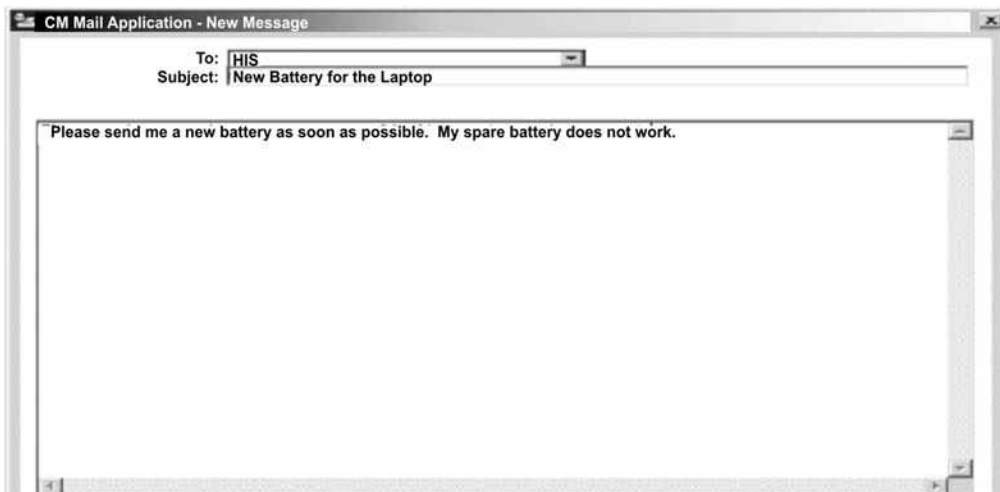 CM Mail Application - New Message
To: HIS
Subject: New Battery for the Laptop
Please send me a new battery as soon as possible.  My spare battery does not work.